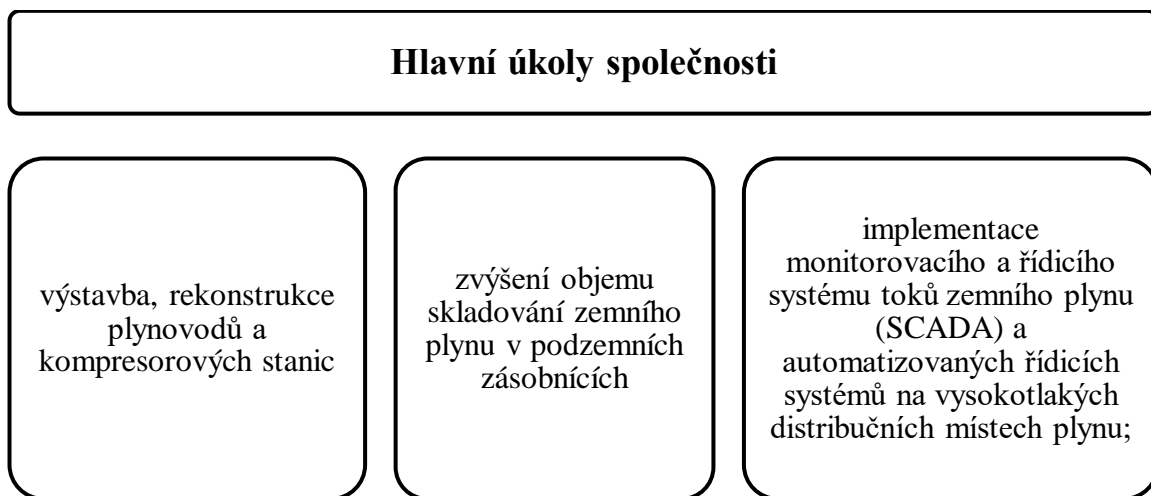 Hlavní úkoly společnosti
výstavba, rekonstrukce
plynovodů a
kompresorových stanic
zvýšení objemu
skladování zemního
plynu v podzemních
zásobnících
implementace
monitorovacího a řídicího
systému toků zemního plynu
(SCADA) a
automatizovaných řídicích
systémů na vysokotlakých
distribučních místech plynu;